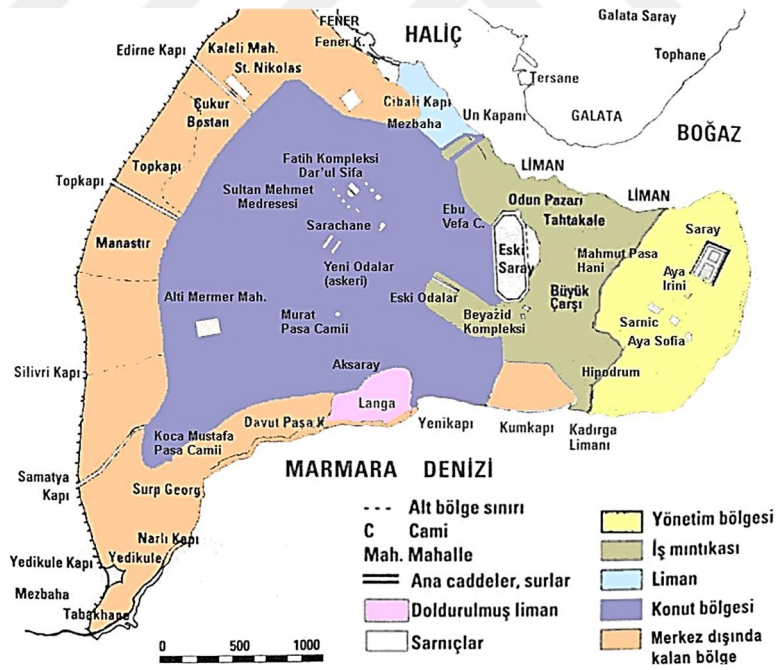 FENER
Fener K.
HALİÇ
Galata Saray
Tophane
Tersane
GALATA
BOĞAZ
Edirne Kapı
Kaleli Mah.
St. Nikolas
Çukur
Bostan
Cibali Kapı
Mezbaha
Un Kapanı
LİMAN
LİMAN
Topkapı
Topkapı
Fatih Kompleksi
Dar'ul Sifa
Sultan Mehmet
Medresesi
Sarachane
Ebu
Vefa C.
Odun Pazarı
Tahtakale
Saray
Manastır
Yeni Odalar
(askeri)
Eski
Saray
Mahmut Pasa
Hani
Aya
Irini
Alti Mermer Mah.
Murat
Pasa Camii
Eski Odalar
Beyazid
Kompleksi
Büyük
Çarşı
Sarnic
Aya Sofia
Silivri Kapı
Aksaray
Hipodrum
Langa
Koca Mustafa
Pasa Camii
Davut Paşa K
Yenikapı
Kumkapı
Kadırga
Limanı
Samatya
Kapı
Surp Georg
MARMARA DENİZİ
Narlı Kapı
Yedikule Kapı
Yedikule
Mezbaha
Tabakhane
0 500 1000
--- Alt bölge sınırı
C Cami
Mah. Mahalle
Ana caddeler, surlar
Doldurulmuş liman
Sarnıçlar
Yönetim bölgesi
İş mıntıkası
Liman
Konut bölgesi
Merkez dışında
kalan bölge